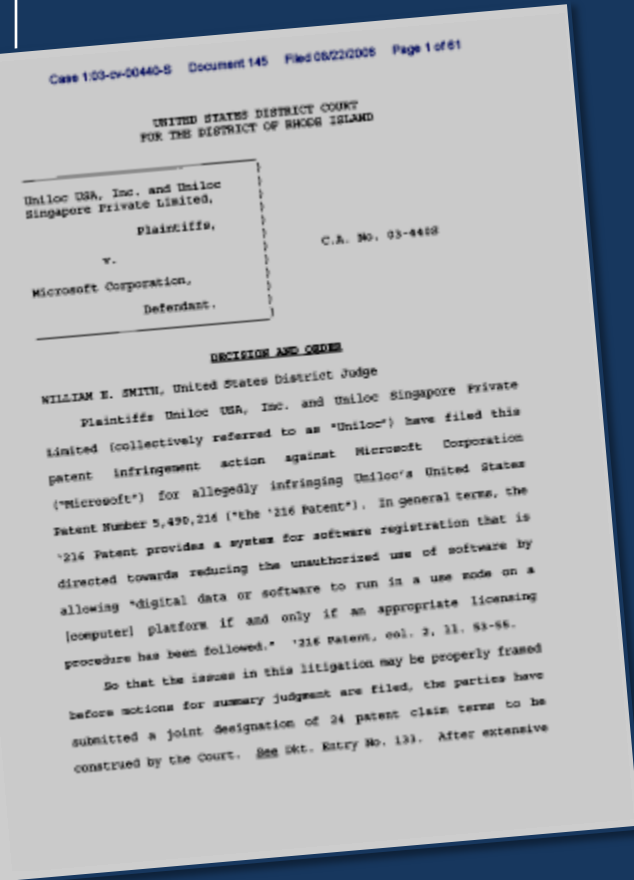 Case 1:03-cv-00440-S Document 145 Filed 08/22/2006 Page 1 of 61
UNITED STATES DISTRICT COURT
FOR THE DISTRICT OF RHODE ISLAND
Uniloc USA, Inc. and Uniloc
Singapore Private Limited,
Plaintiffs,
v.
C.A. No. 03-440S
Microsoft Corporation,
Defendant.
DECISION AND ORDER
WILLIAM E. SMITH, United States District Judge
Plaintiffs Uniloc USA, Inc. and Uniloc Singapore Private
Limited (collectively referred to as "Uniloc") have filed this
patent infringement action against Microsoft Corporation
("Microsoft") for allegedly infringing Uniloc's United States
Patent Number 5,490,216 ("the '216 Patent"). In general terms, the
'216 Patent provides a system for software registration that is
directed towards reducing the unauthorized use of software by
allowing "digital data or software to run in a use mode on a
[computer] platform if and only if an appropriate licensing
procedure has been followed." '216 Patent, col. 2, ll. 53-56.
So that the issues in this litigation may be properly framed
before motions for summary judgment are filed, the parties have
submitted a joint designation of 24 patent claim terms to be
construed by the Court. See Dkt. Entry No. 133. After extensive